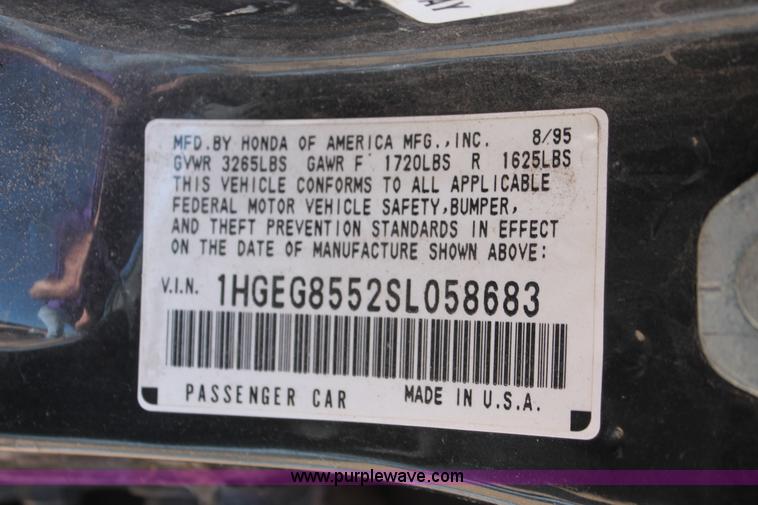 AY
MFD.BY HONDA OF AMERICA MFG.,INC. 8/95
GVWR 3265LBS GAWR F 1720LBS R 1625LBS
THIS VEHICLE CONFORMS TO ALL APPLICABLE
FEDERAL MOTOR VEHICLE SAFETY,BUMPER,
AND THEFT PREVENTION STANDARDS IN EFFECT
ON THE DATE OF MANUFACTURE SHOWN ABOVE:
V.I.N. 1HGEG8552SL058683
PASSENGER CAR MADE IN U.S.A.
www.purplewave.com